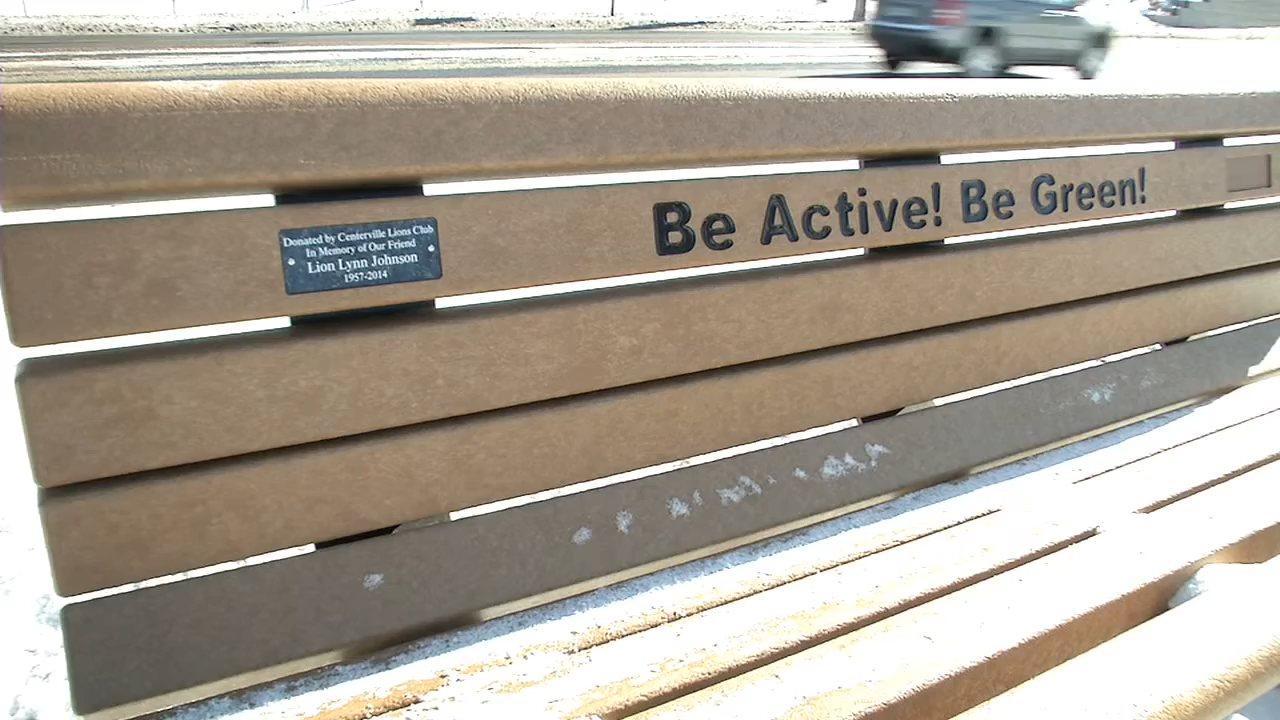 Donated by Centerville Lions Club
In Memory of Our Friend
Lion Lynn Johnson
1957-2014
Be Active! Be Green!